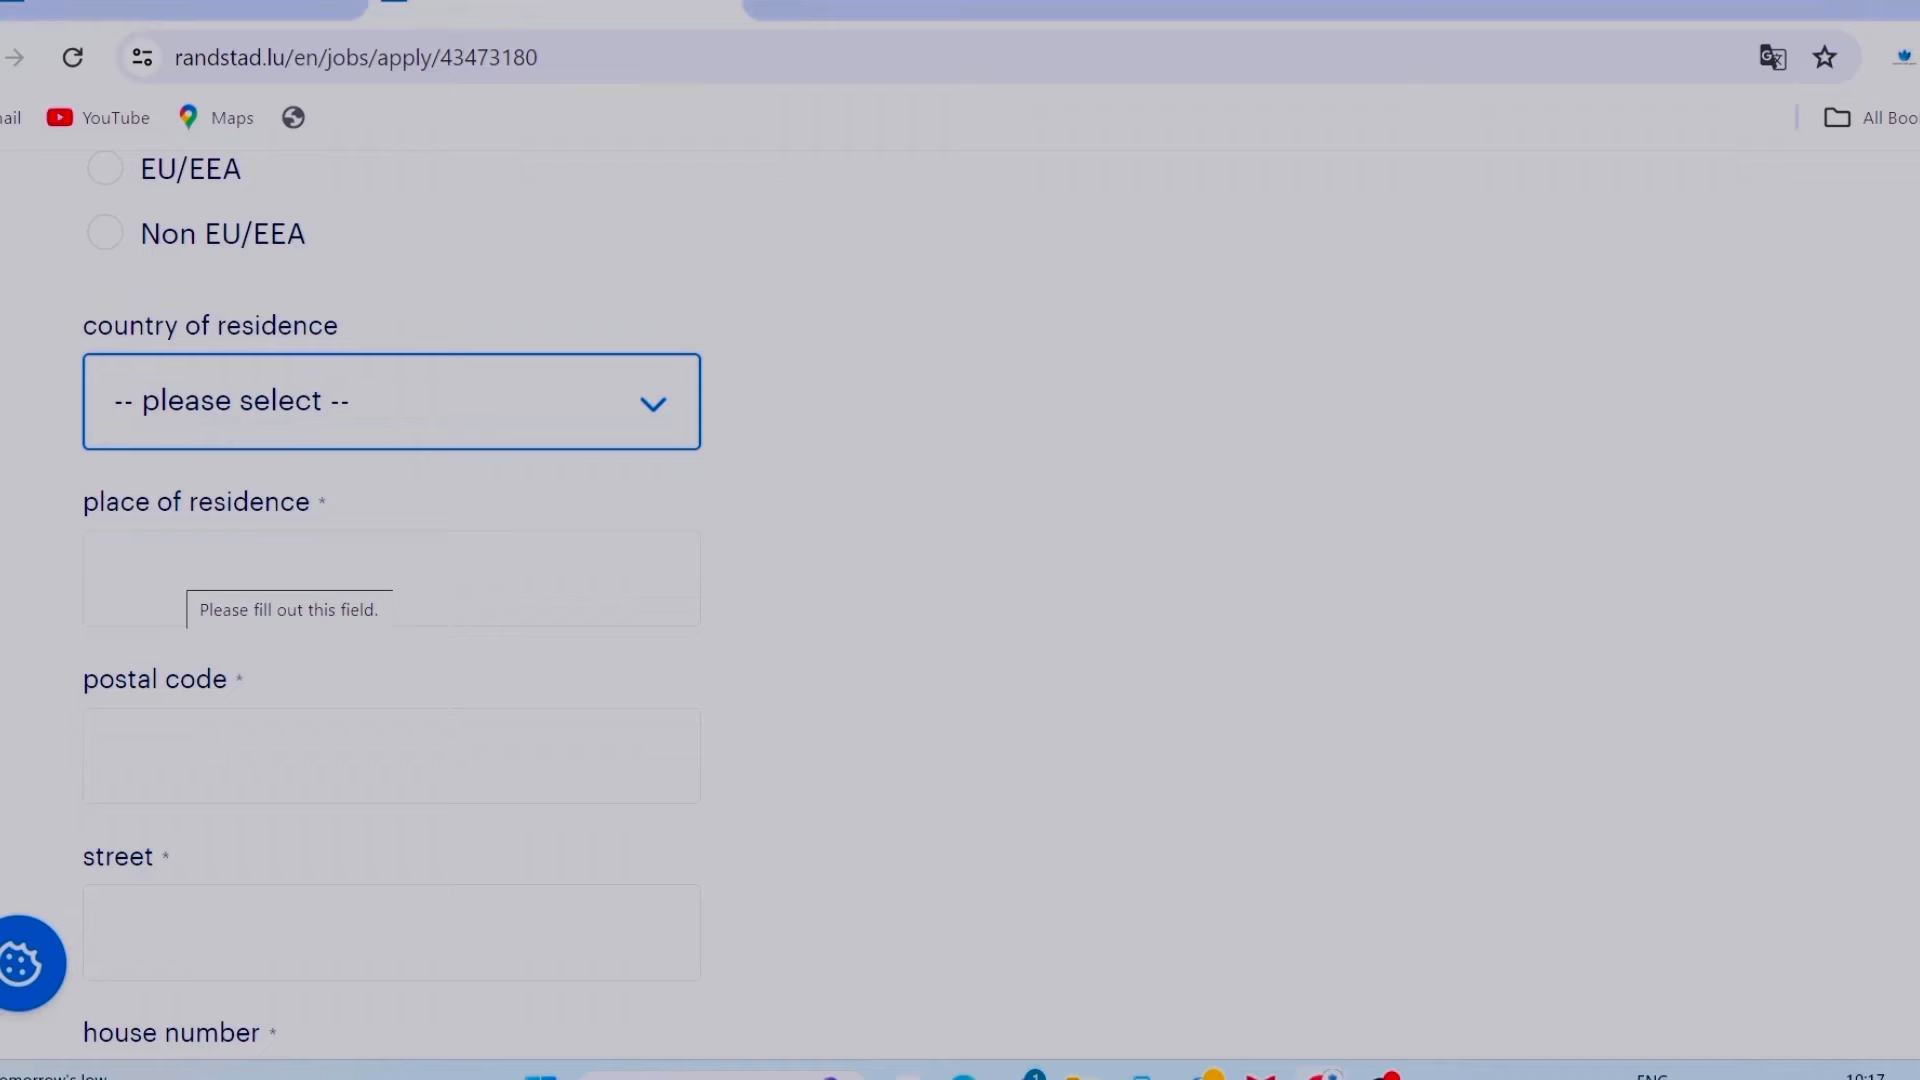 randstad.lu/en/jobs/apply/43473180
YouTube Maps All
EU/EEA
Non EU/EEA
country of residence
-- please select --
place of residence *
Please fill out this field.
postal code *
street *
house number *